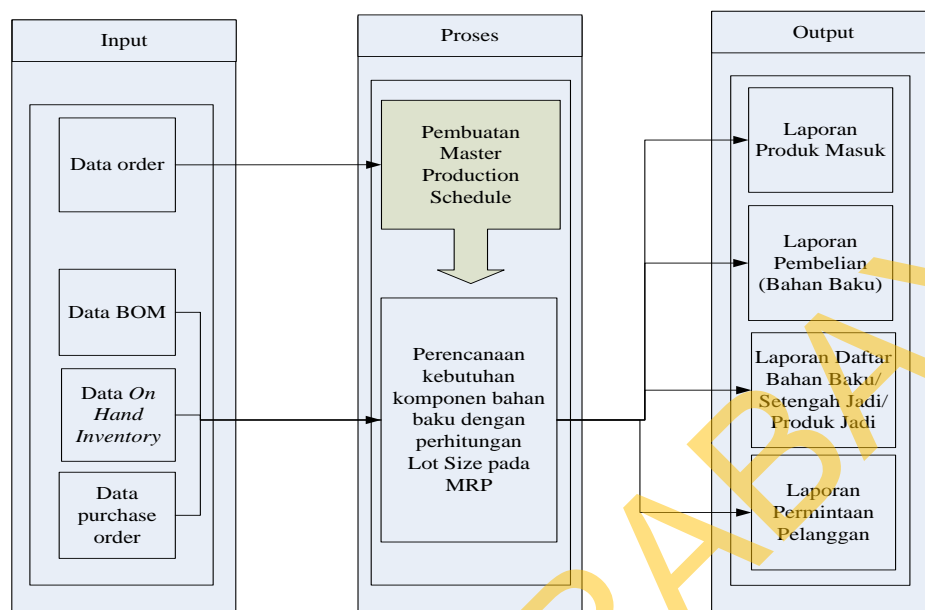 Input
Data order
Data BOM
Data On
Hand
Inventory
Data
purchase
order
Proses
Pembuatan
Master
Production
Schedule
Perencanaan
kebutuhan
komponen bahan
baku dengan
perhitungan
Lot Size pada
MRP
Output
Laporan
Produk Masuk
Laporan
Pembelian
(Bahan Baku)
Laporan Daftar
Bahan Baku/
Setengah Jadi/
Produk Jadi
Laporan
Permintaan
Pelanggan